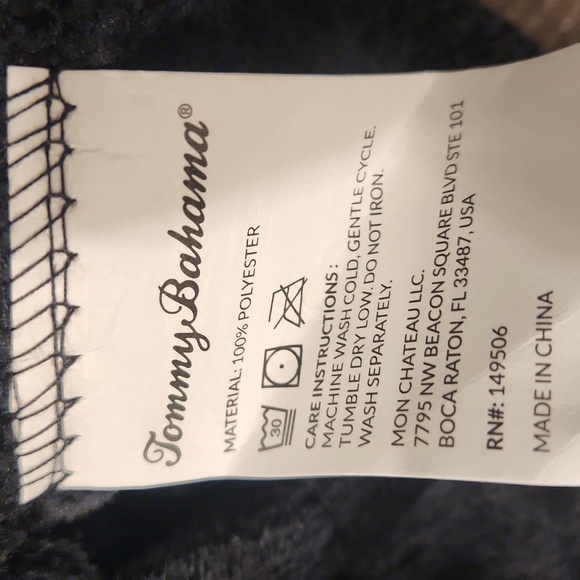 Tommy Bahama®
MATERIAL: 100% POLYESTER
30
CARE INSTRUCTIONS:
MACHINE WASH COLD, GENTLE CYCLE.
TUMBLE DRY LOW. DO NOT IRON.
WASH SEPARATELY.
MON CHATEAU LLC.
7795 NW BEACON SQUARE BLVD STE 101
BOCA RATON, FL 33487, USA
RN#: 149506
MADE IN CHINA